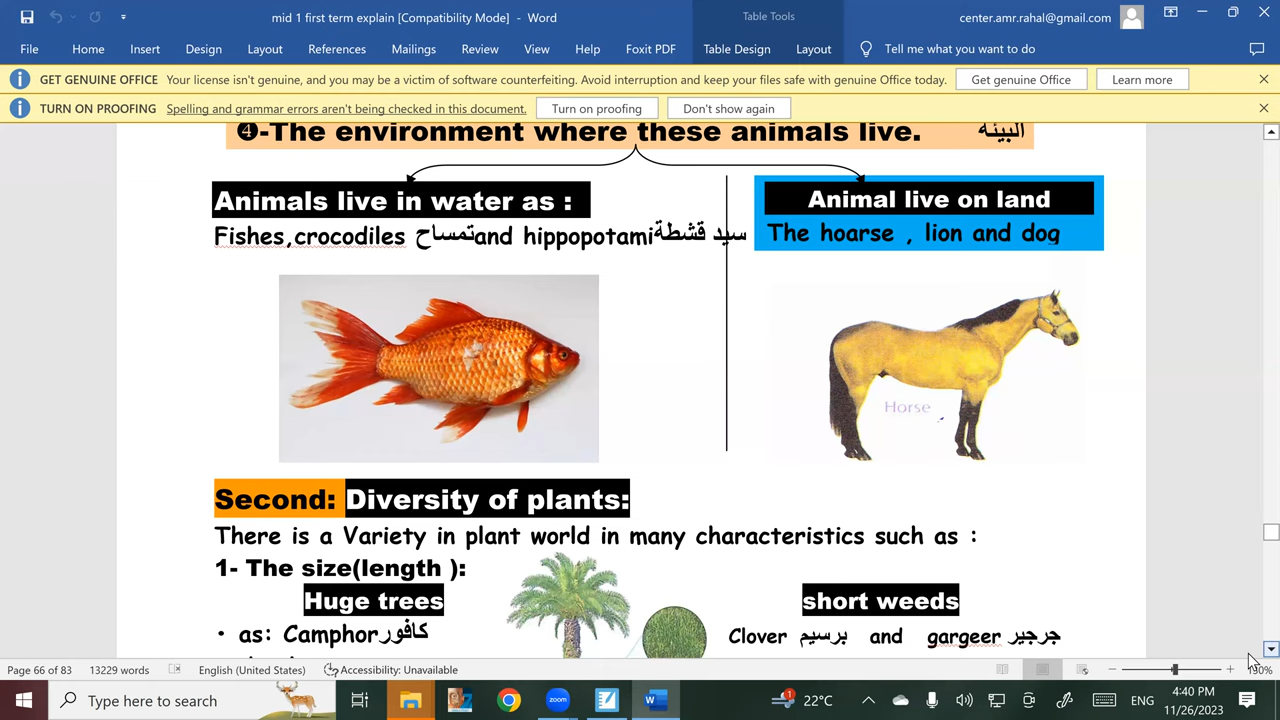 mid 1 first term explain [Compatibility Mode] - Word
Table Tools
center.amr.rahal@gmail.com
File Home Insert Design Layout References Mailings Review View Help Foxit PDF Table Design Layout Tell me what you want to do
GET GENUINE OFFICE Your license isn't genuine, and you may be a victim of software counterfeiting. Avoid interruption and keep your files safe with genuine Office today. Get genuine Office Learn more
TURN ON PROOFING Spelling and grammar errors aren't being checked in this document. Turn on proofing Don't show again
❹-The environment where these animals live. البيئة
Animals live in water as :
Fishes,crocodiles تمساح and hippopotami سيد قشطة
Animal live on land
The hoarse , lion and dog
Horse
Second: Diversity of plants:
There is a Variety in plant world in many characteristics such as :
1- The size(length ):
Huge trees
short weeds
• as: Camphor كافور
Clover برسيم and gargeer جرجير
Page 66 of 83 13229 words English (United States) Accessibility: Unavailable
Type here to search
1 22°C ENG
4:40 PM
11/26/2023